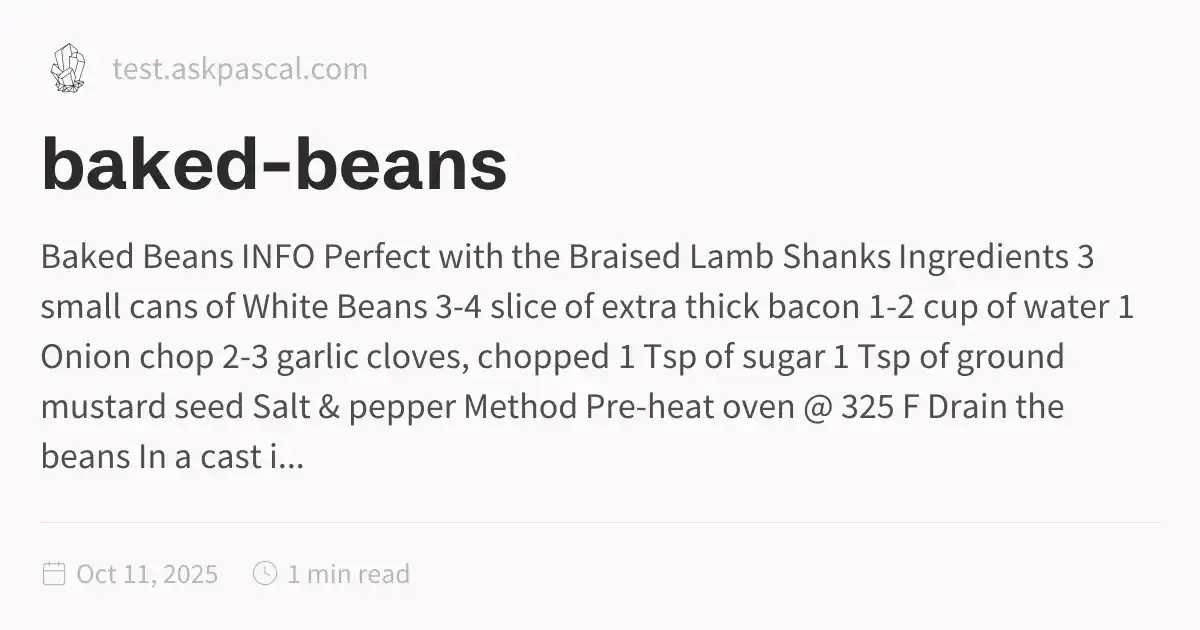 test.askpascal.com
baked-beans
Baked Beans INFO Perfect with the Braised Lamb Shanks Ingredients 3
small cans of White Beans 3-4 slice of extra thick bacon 1-2 cup of water 1
Onion chop 2-3 garlic cloves, chopped 1 Tsp of sugar 1 Tsp of ground
mustard seed Salt & pepper Method Pre-heat oven @ 325 F Drain the
beans In a cast i...
Oct 11, 2025 1 min read